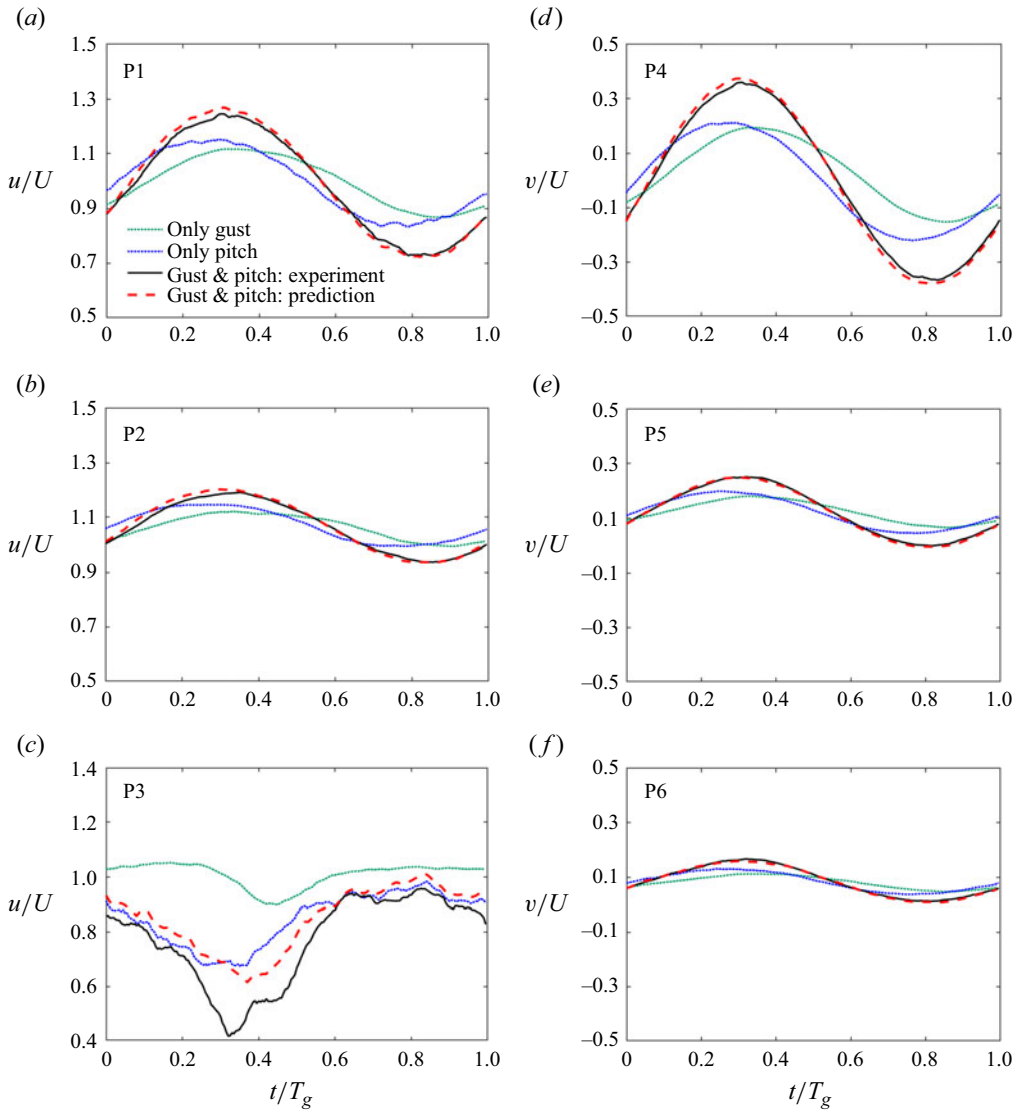 (a)
1.5
1.3
1.1
0.9
0.7
0.5
u/U
P1
Only gust
Only pitch
Gust & pitch: experiment
Gust & pitch: prediction
0 0.2 0.4 0.6 0.8 1.0
(d)
0.5
0.3
0.1
–0.1
–0.3
–0.5
v/U
P4
0 0.2 0.4 0.6 0.8 1.0
(b)
1.5
1.3
1.1
0.9
0.7
0.5
u/U
P2
0 0.2 0.4 0.6 0.8 1.0
(e)
0.5
0.3
0.1
–0.1
–0.3
–0.5
v/U
P5
0 0.2 0.4 0.6 0.8 1.0
(c)
1.4
1.2
1.0
0.8
0.6
0.4
u/U
P3
0 0.2 0.4 0.6 0.8 1.0
t/Tg
(f)
0.5
0.3
0.1
–0.1
–0.3
–0.5
v/U
P6
0 0.2 0.4 0.6 0.8 1.0
t/Tg